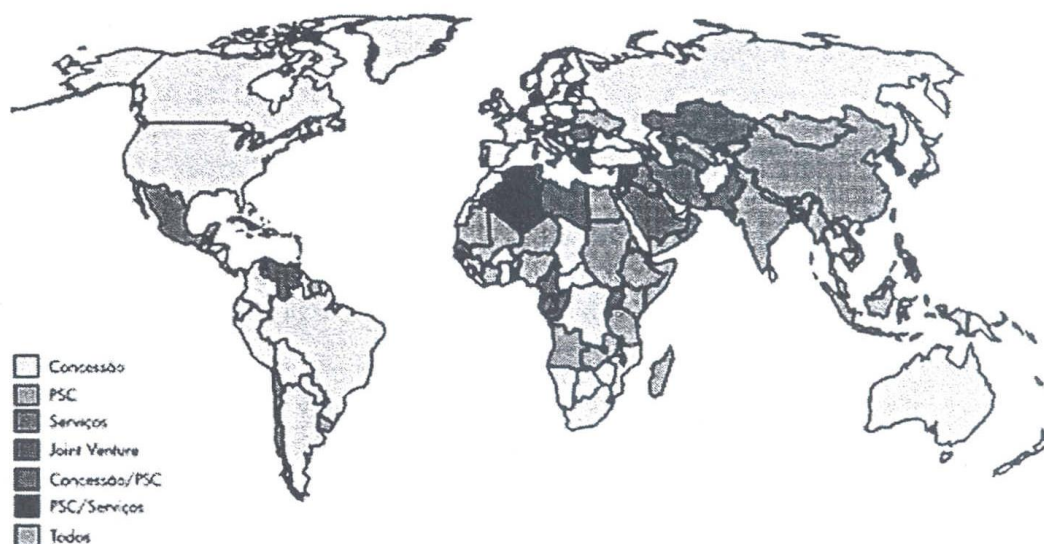 Concessão
PSC
Serviços
Joint Venture
Concessão/PSC
PSC/Serviços
Todos